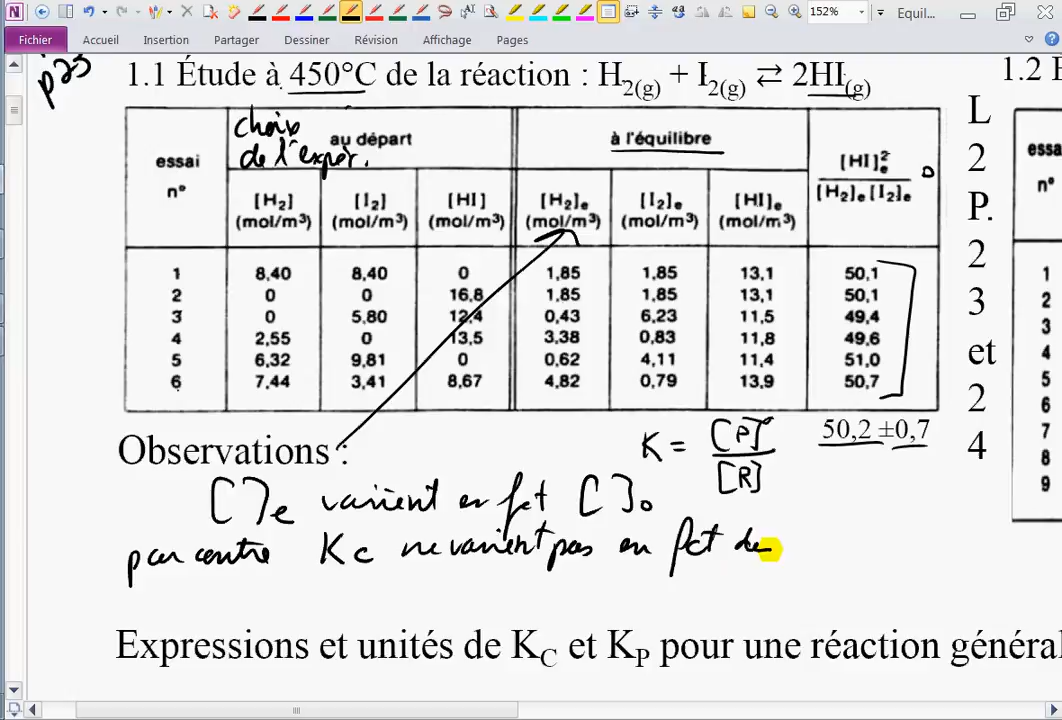 152%
Equil...
Fichier Accueil Insertion Partager Dessiner Révision Affichage Pages
p23
1.1 Étude à 450°C de la réaction : H2(g) + I2(g) ⇄ 2HI(g)
1.2 É
choix
de l'expér.
au départ à l'équilibre
essai n° [H2] (mol/m³) [I2] (mol/m³) [HI] (mol/m³) [H2]e (mol/m³) [I2]e (mol/m³) [HI]e (mol/m³) [HI]e² / [H2]e [I2]e
1 8,40 8,40 0 1,85 1,85 13,1 50,1
2 0 0 16,8 1,85 1,85 13,1 50,1
3 0 5,80 12,4 0,43 6,23 11,5 49,4
4 2,55 0 13,5 3,38 0,83 11,8 49,6
5 6,32 9,81 0 0,62 4,11 11,4 51,0
6 7,44 3,41 8,67 4,82 0,79 13,9 50,7
50,2 ±0,7
L
2
P.
2
3
et
2
4
essa
n°
1
2
3
4
5
6
7
8
9
Observations :
K = [P] / [R]
[ ]e varient en fct [ ]o
par contre Kc ne varient pas en fct de
Expressions et unités de KC et KP pour une réaction général